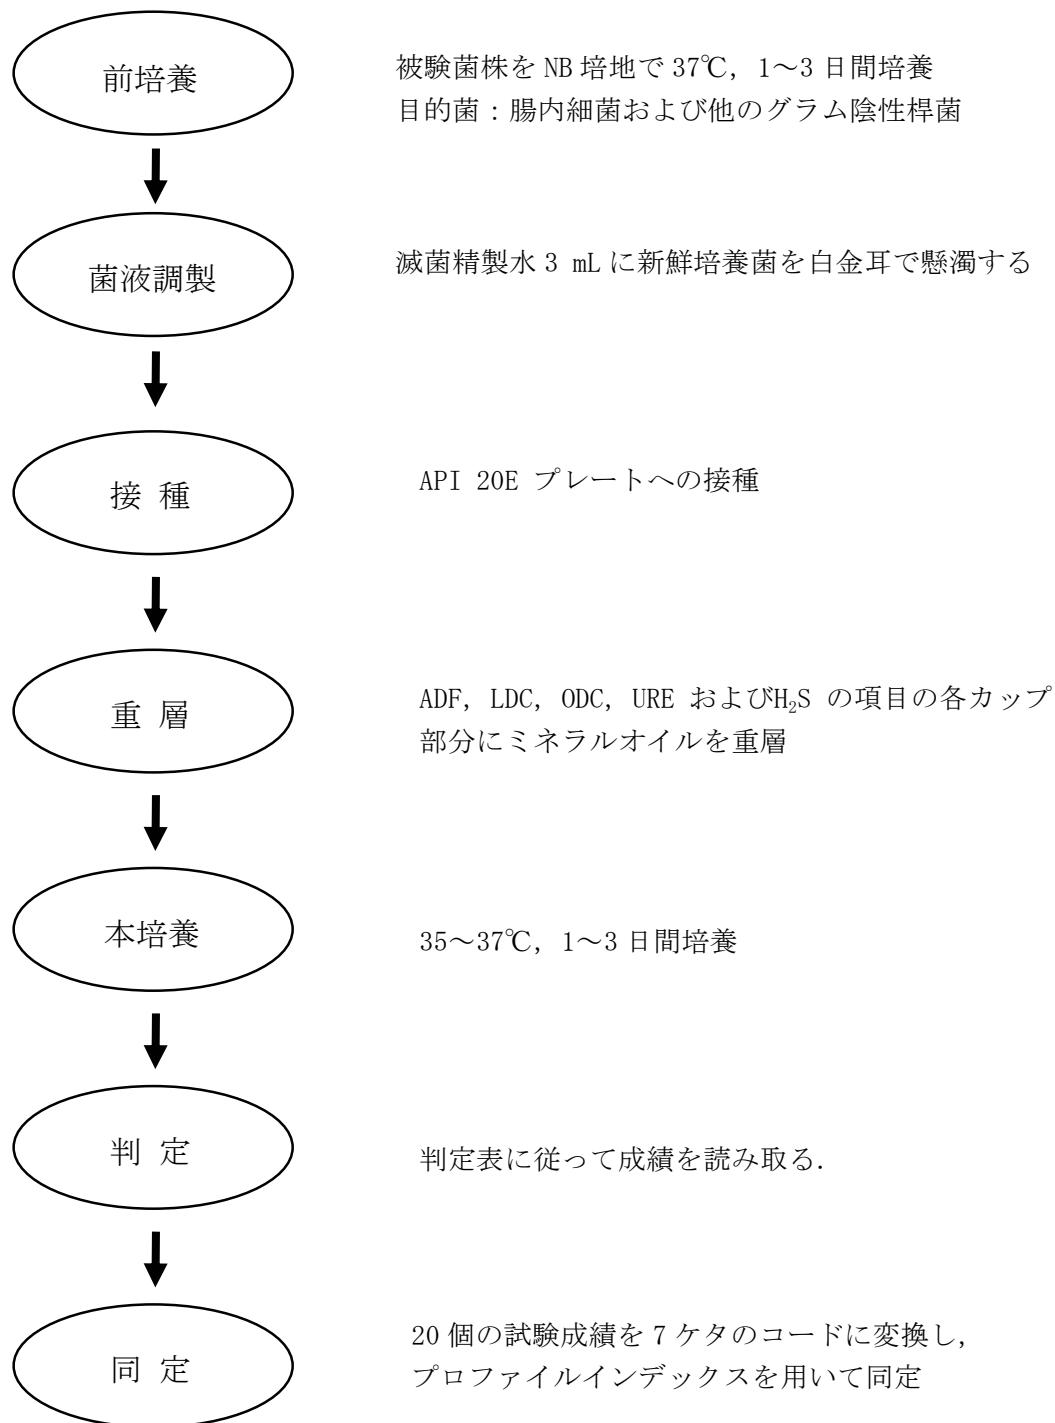 前培養
被験菌株を NB 培地で 37℃, 1～3 日間培養
目的菌：腸内細菌および他のグラム陰性桿菌
菌液調製
滅菌精製水 3 mL に新鮮培養菌を白金耳で懸濁する
接 種
API 20E プレートへの接種
重 層
ADF, LDC, ODC, URE およびH₂S の項目の各カップ
部分にミネラルオイルを重層
本培養
35～37℃, 1～3 日間培養
判 定
判定表に従って成績を読み取る.
同 定
20 個の試験成績を 7 ケタのコードに変換し,
プロファイルインデックスを用いて同定